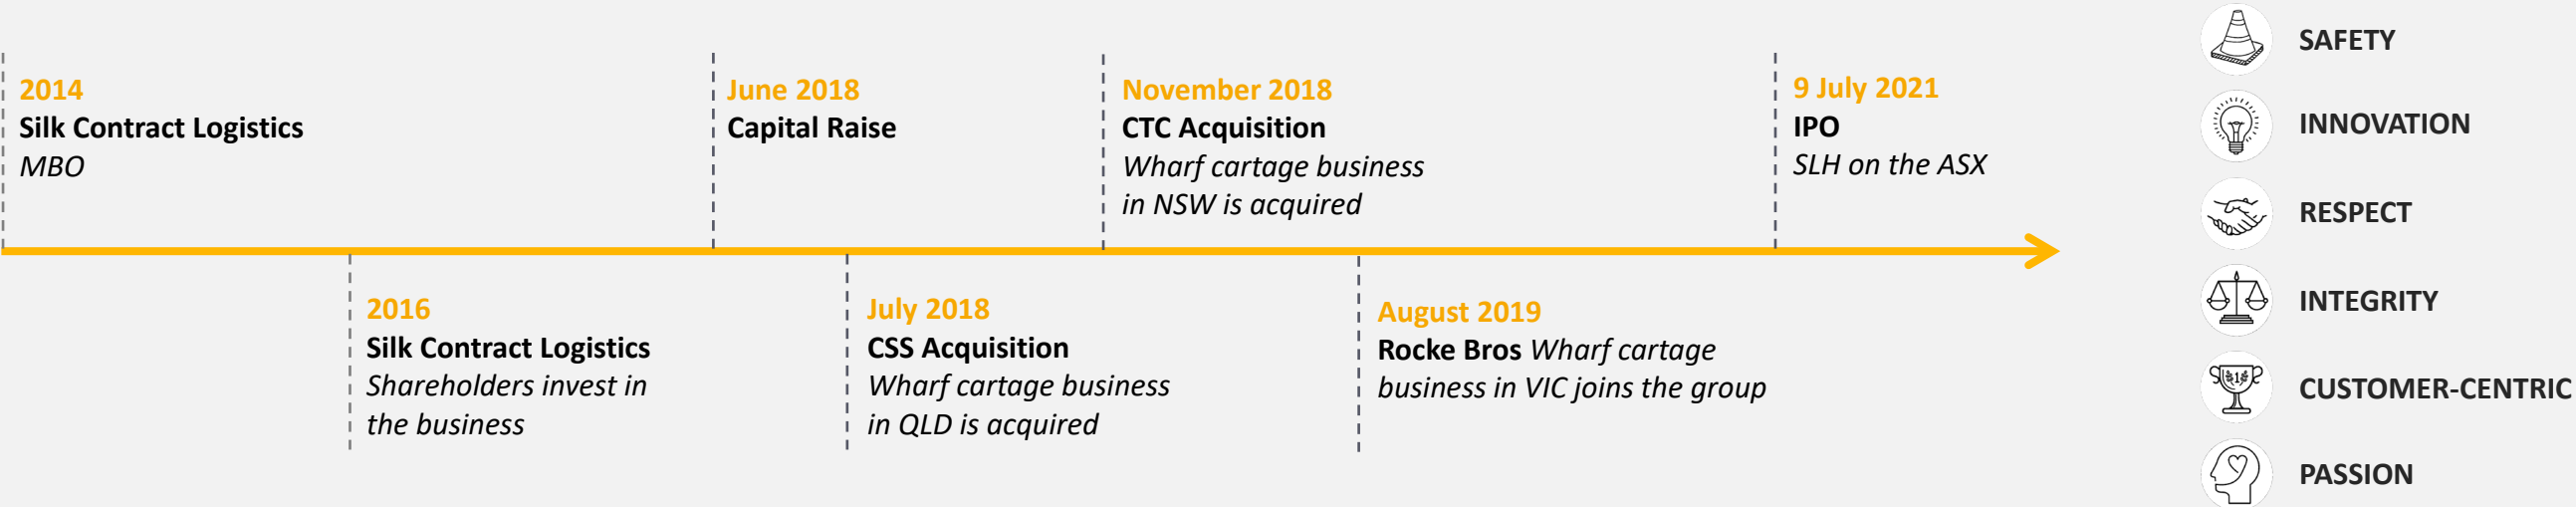 2014
Silk Contract Logistics
MBO
June 2018
Capital Raise
November 2018
CTC Acquisition
Wharf cartage business
in NSW is acquired
9 July 2021
IPO
SLH on the ASX
2016
Silk Contract Logistics
Shareholders invest in
the business
July 2018
CSS Acquisition
Wharf cartage business
in QLD is acquired
August 2019
Rocke Bros Wharf cartage
business in VIC joins the group
SAFETY
INNOVATION
RESPECT
INTEGRITY
CUSTOMER-CENTRIC
PASSION